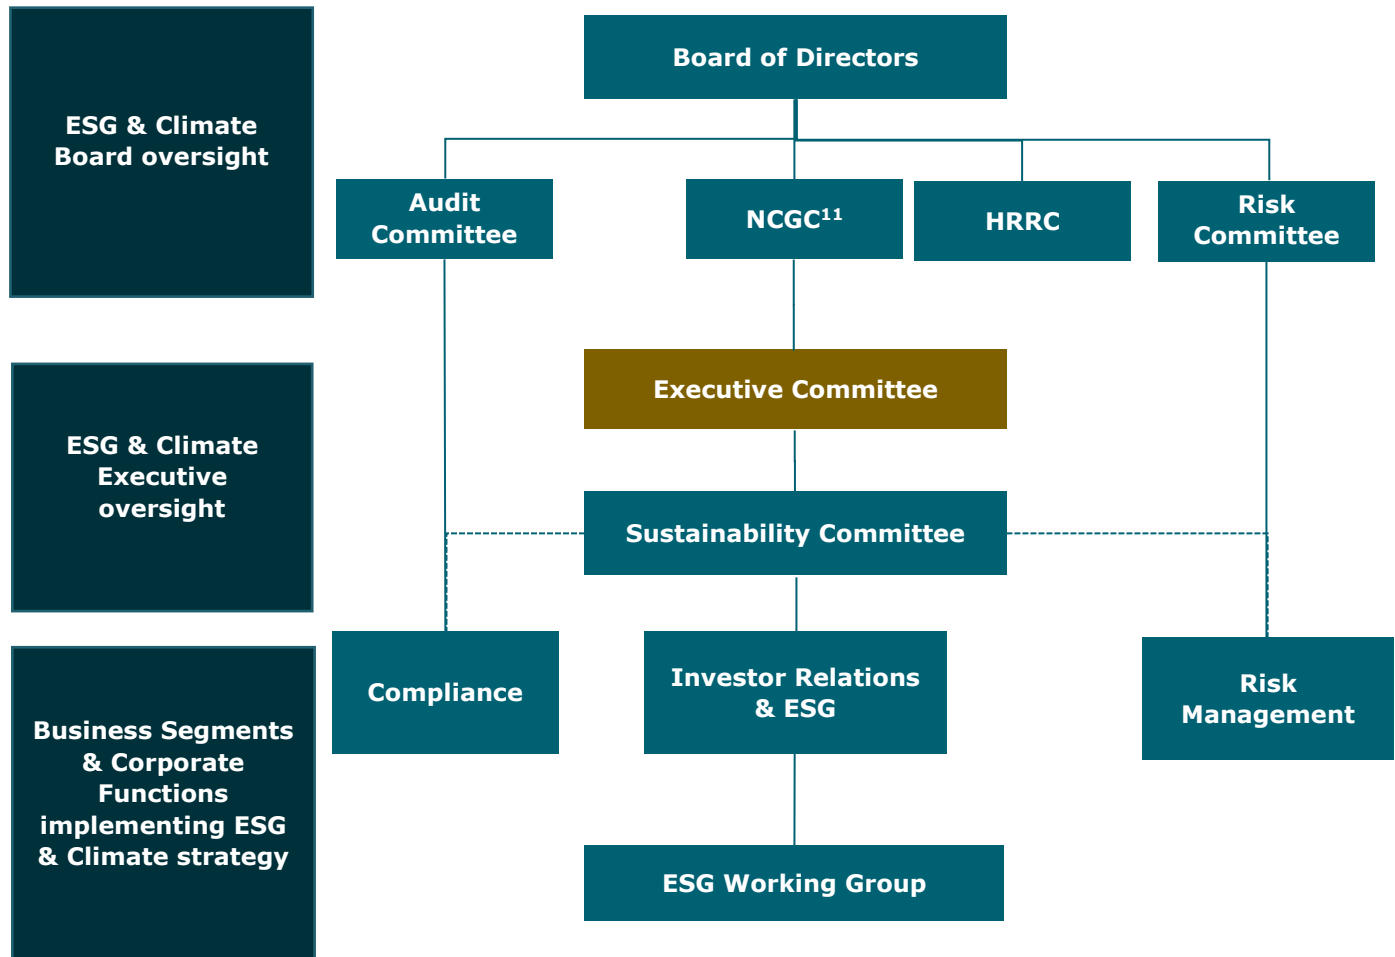 Board of Directors
ESG & Climate
Board oversight
Audit
Committee
NCGC¹¹
HRRC
Risk
Committee
Executive Committee
ESG & Climate
Executive
oversight
Sustainability Committee
Compliance
Investor Relations
& ESG
Risk
Management
Business Segments
& Corporate
Functions
implementing ESG
& Climate strategy
ESG Working Group